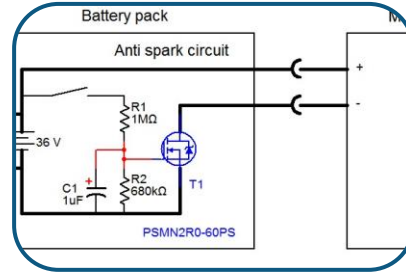 Battery pack
M
Anti spark circuit
+
-
R1
1MΩ
36 V
R2
680kΩ
C1
1uF
T1
+
PSMN2R0-60PS